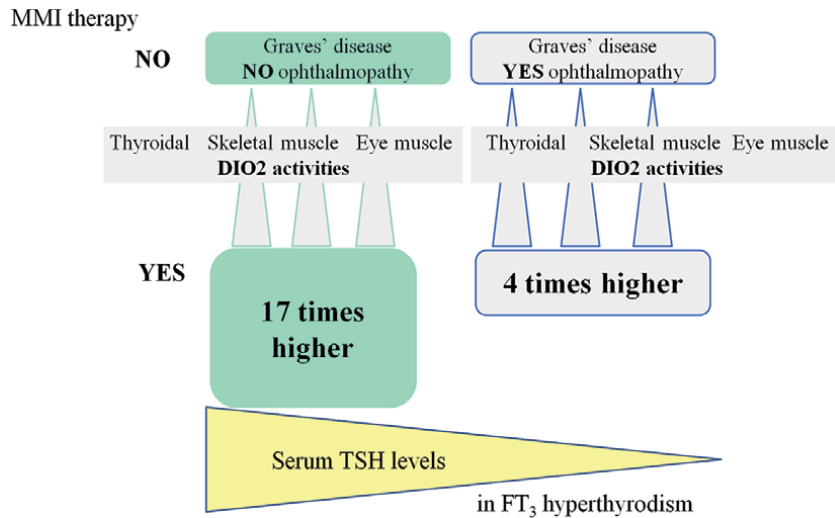 MMI therapy
NO
Graves’ disease
NO ophthalmopathy
Graves’ disease
YES ophthalmopathy
Thyroidal Skeletal muscle Eye muscle
DIO2 activities
Thyroidal Skeletal muscle Eye muscle
DIO2 activities
YES
17 times
higher
4 times higher
Serum TSH levels
in FT₃ hyperthyrodism